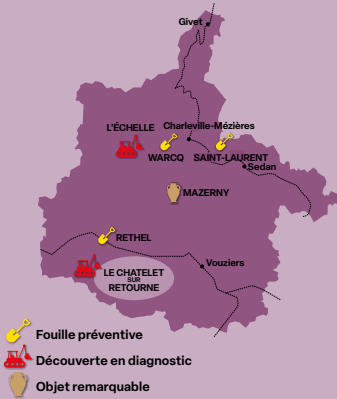 Givet
L'ÉCHELLE
Charleville-Mézières
WARCQ
SAINT-LAURENT
Sedan
MAZERNY
RETHEL
Vouziers
LE CHATELET
SUR
RETOURNE
Fouille préventive
Découverte en diagnostic
Objet remarquable